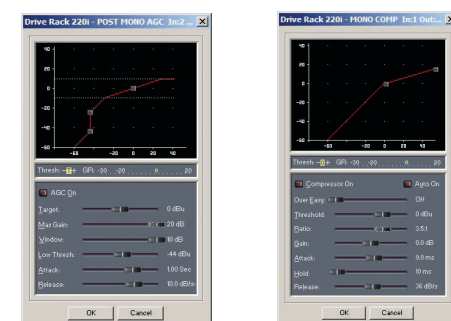 Drive Rack 220i - POST MONO AGC In:2 ...
40
20
0
-20
-40
-60
-60 -20 0 20
Thresh: -T+ GR: -30 . -20 . . . . 0 . . . . 20
AGC On
Target: 0 dBu
Max Gain: 20 dB
Window: 10 dB
Low Thresh: -44 dBu
Attack: 1.00 Sec
Release: 10.0 dB/s
OK Cancel
Drive Rack 220i - MONO COMP In:1 Out:...
40
20
0
-20
-40
-60
-60 -20 0 20
Thresh: GR: -30 . -20 . . . . 0 . . . . 20
Compressor On Auto On
Over Easy: Off
Threshold: 0 dBu
Ratio: 3.5:1
Gain: 0.0 dB
Attack: 9.0 ms
Hold: 10 ms
Release: 36 dB/s
OK Cancel